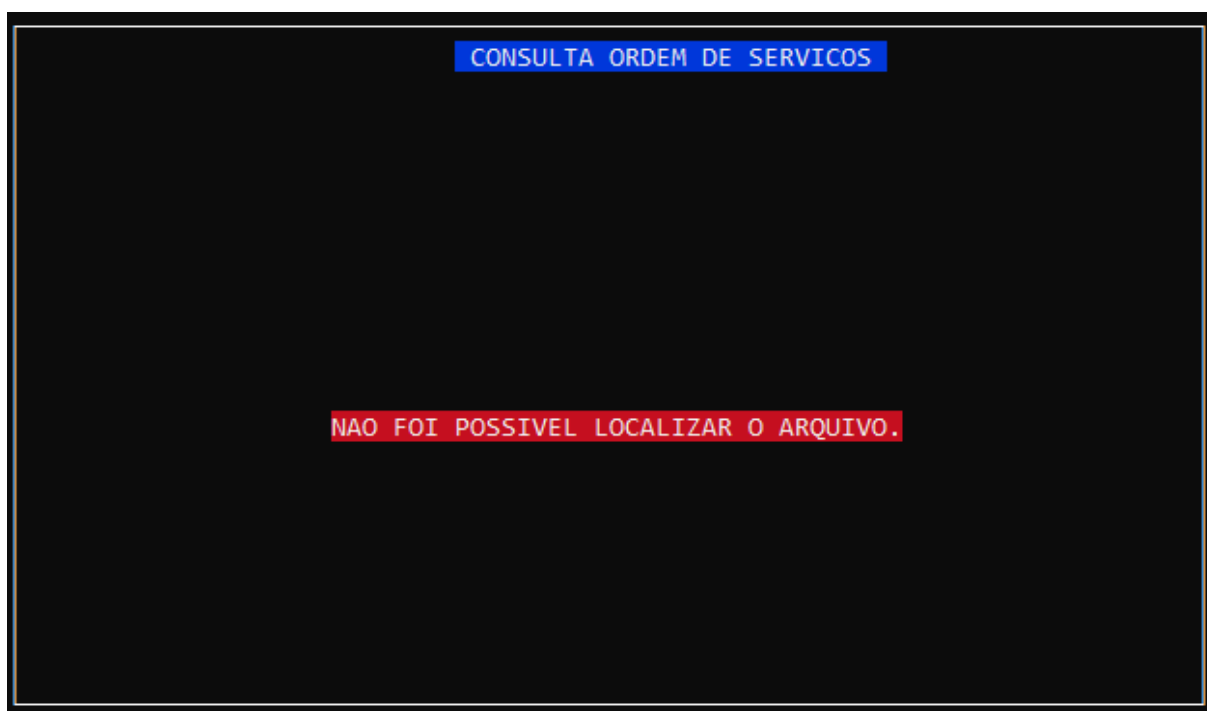 CONSULTA ORDEM DE SERVICOS
NAO FOI POSSIVEL LOCALIZAR O ARQUIVO.